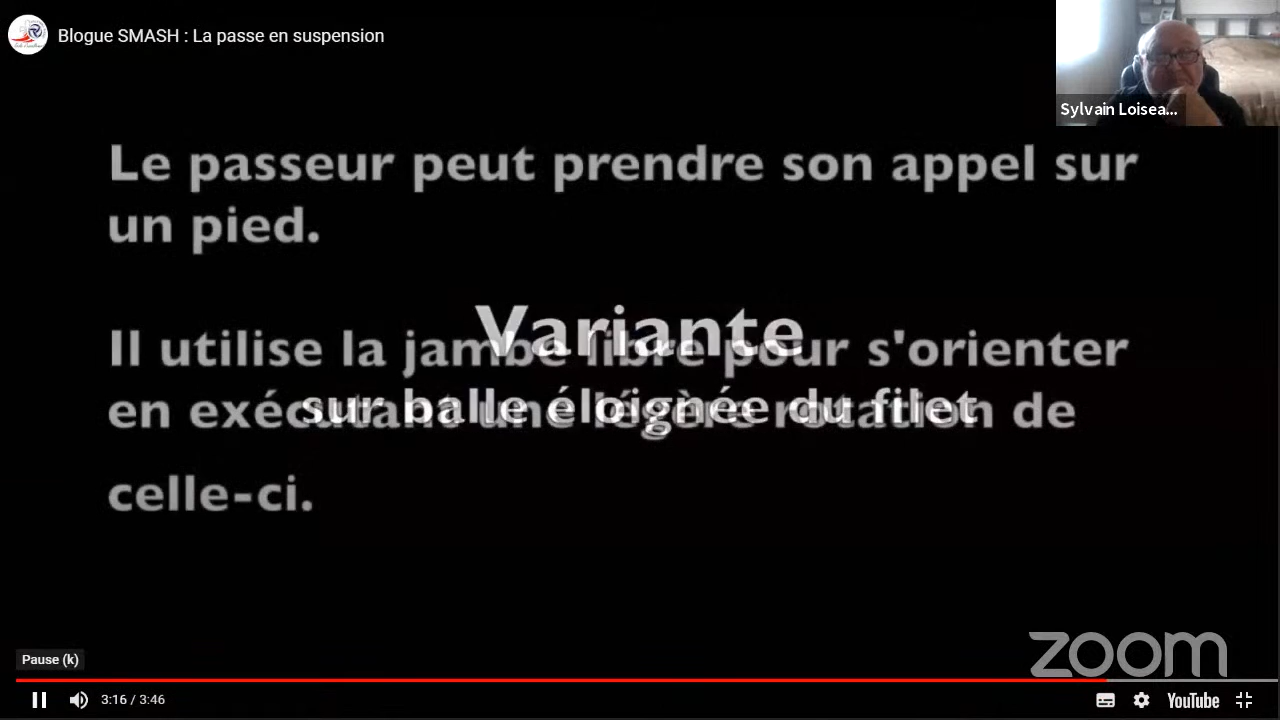 Blogue SMASH : La passe en suspension
Sylvain Loisea...
Le passeur peut prendre son appel sur
un pied.
Variante
sur balle éloignée du filet
Il utilise la jambe libre pour s'orienter
en exécutant une légère rotation de
celle-ci.
zoom
Pause (k)
3:16 / 3:46
YouTube